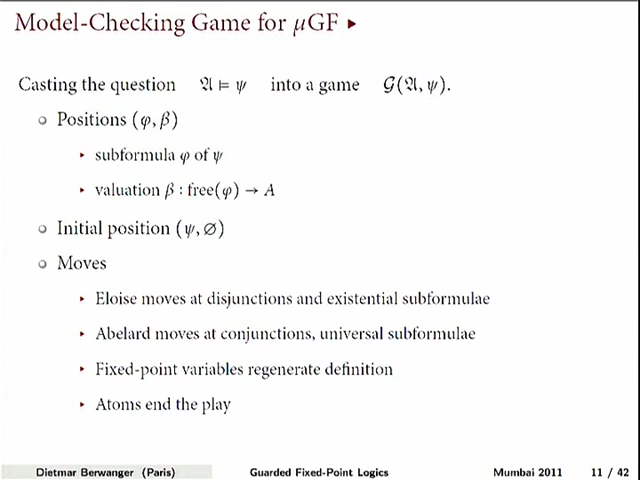 Model-Checking Game for μGF ▸
Casting the question 𝔄 ⊨ ψ into a game 𝒢(𝔄, ψ).
Positions (φ, β)
▸ subformula φ of ψ
▸ valuation β : free(φ) → A
Initial position (ψ, ∅)
Moves
▸ Eloise moves at disjunctions and existential subformulae
▸ Abelard moves at conjunctions, universal subformulae
▸ Fixed-point variables regenerate definition
▸ Atoms end the play
Dietmar Berwanger (Paris) Guarded Fixed-Point Logics Mumbai 2011 11 / 42